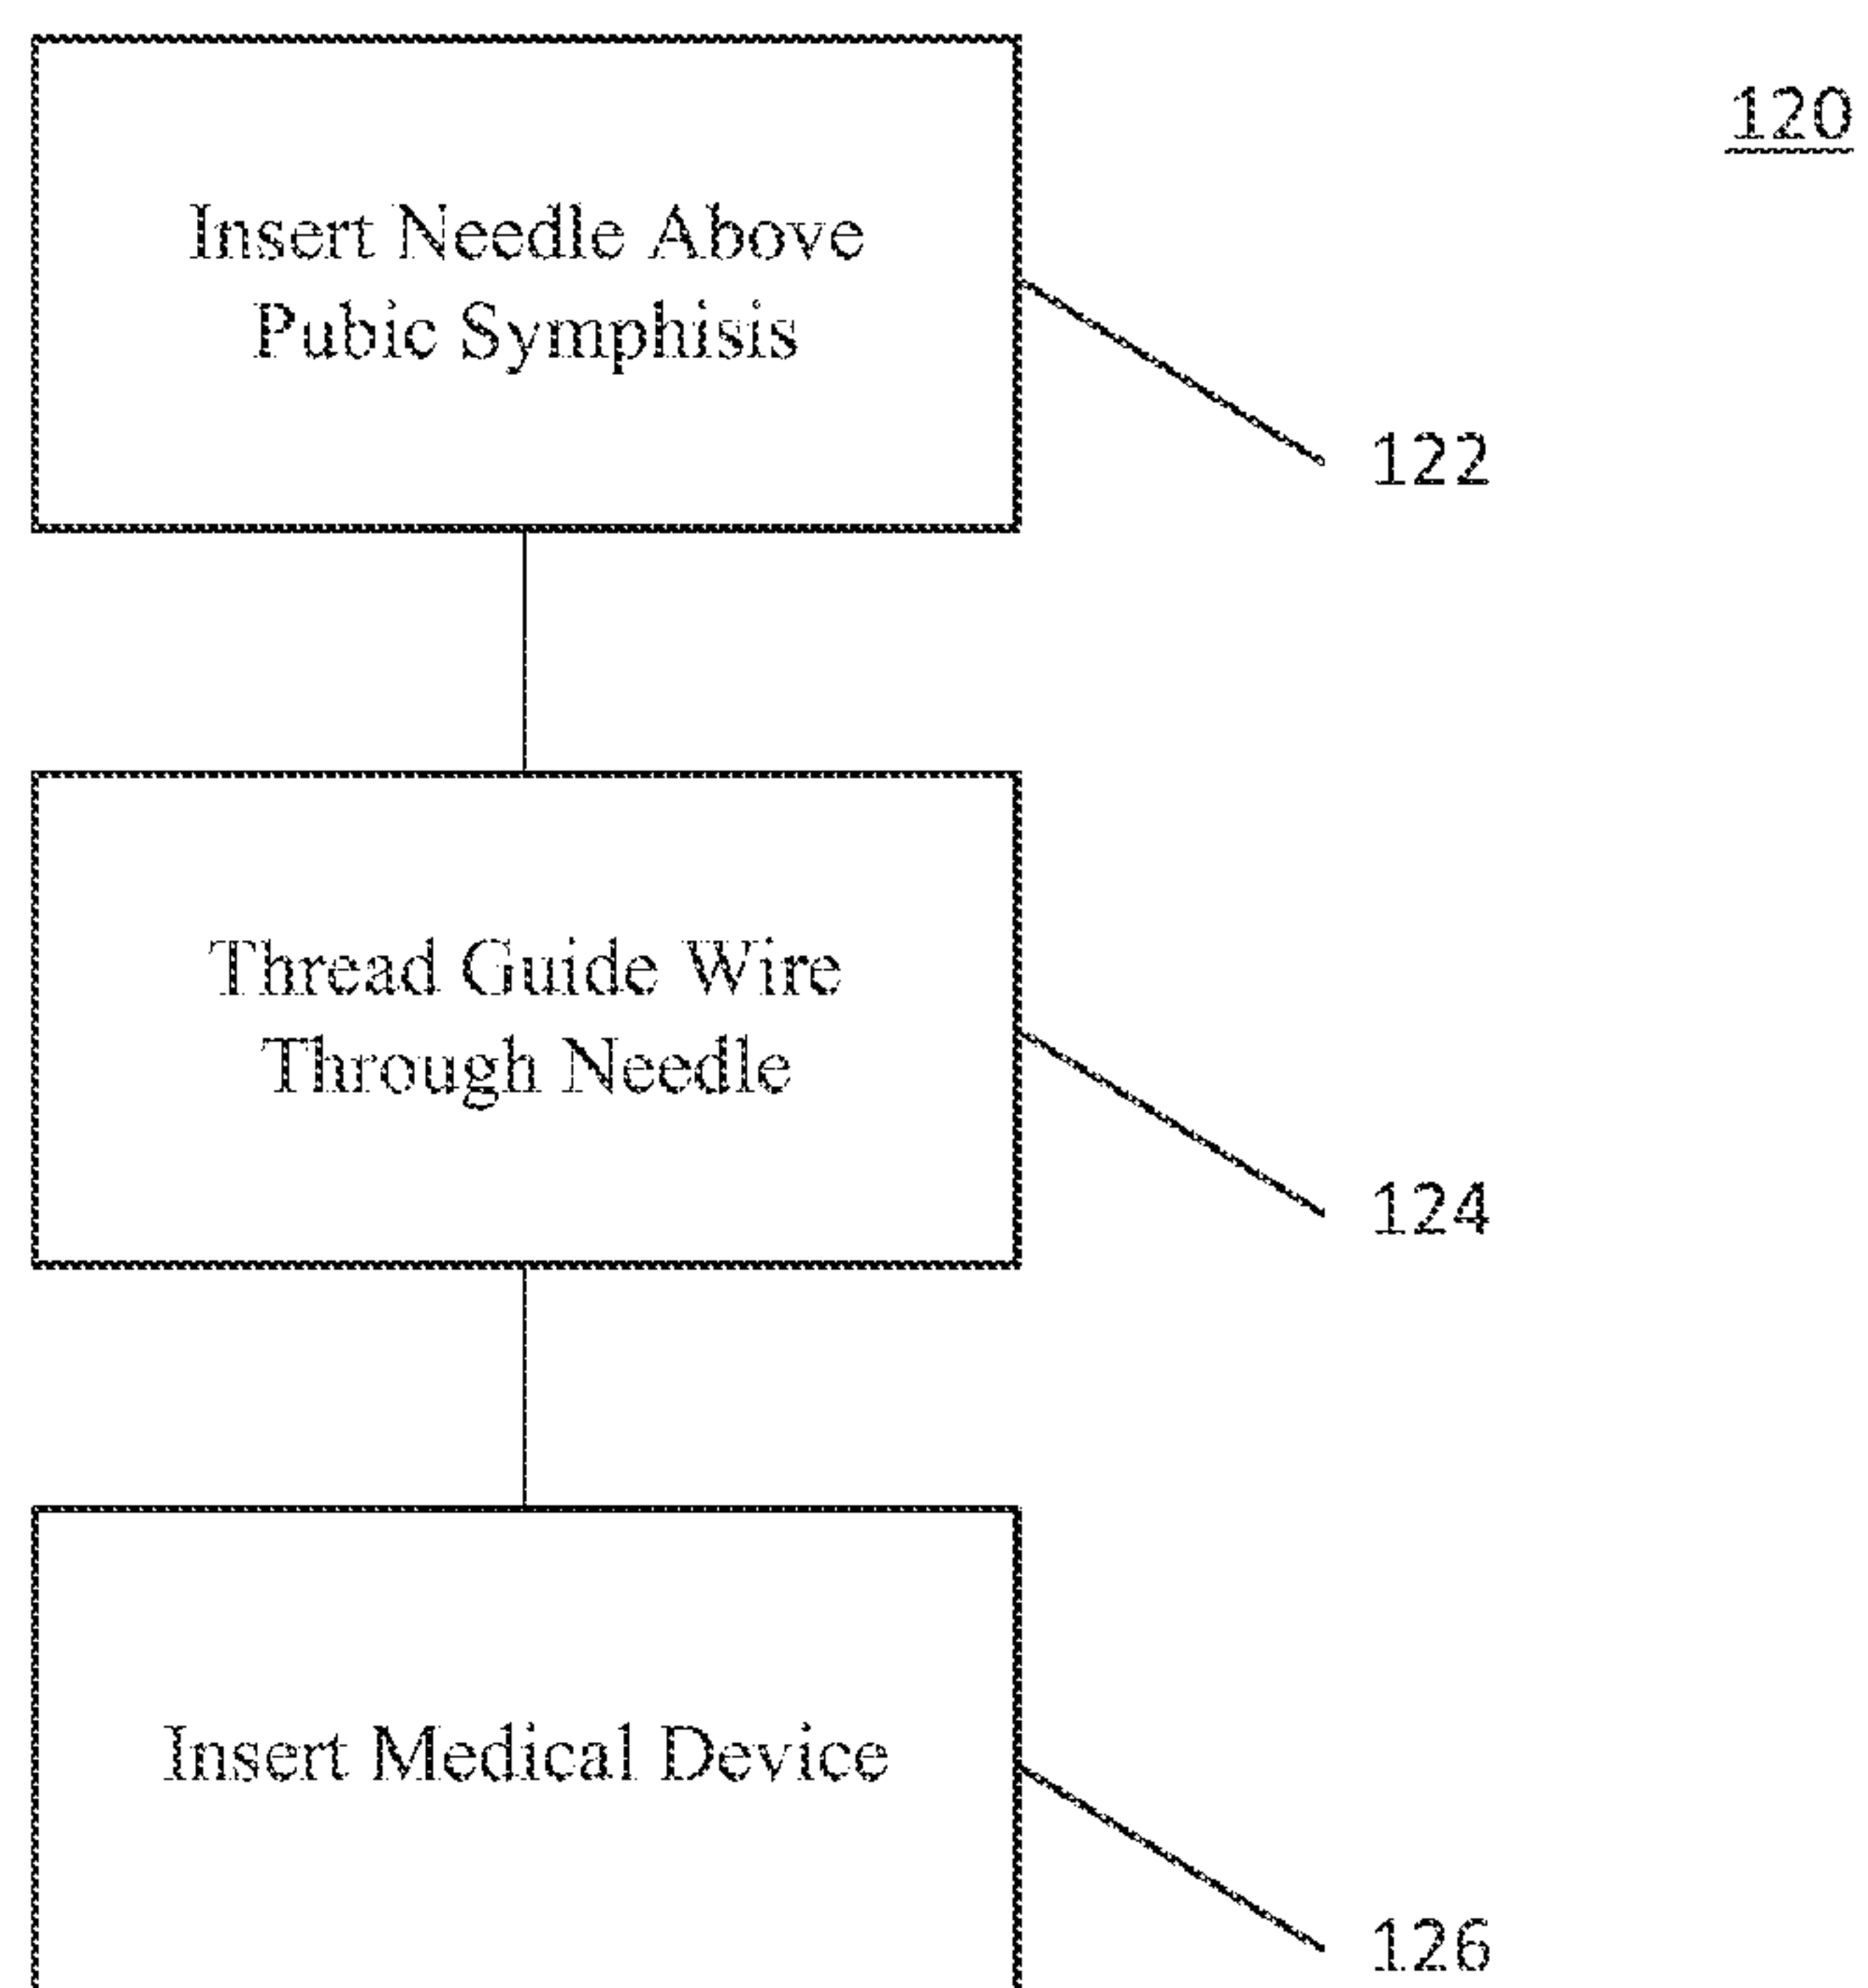 120
Insert Needle Above
Pubic Symphisis
122
Thread Guide Wire
Through Needle
124
Insert Medical Device
126